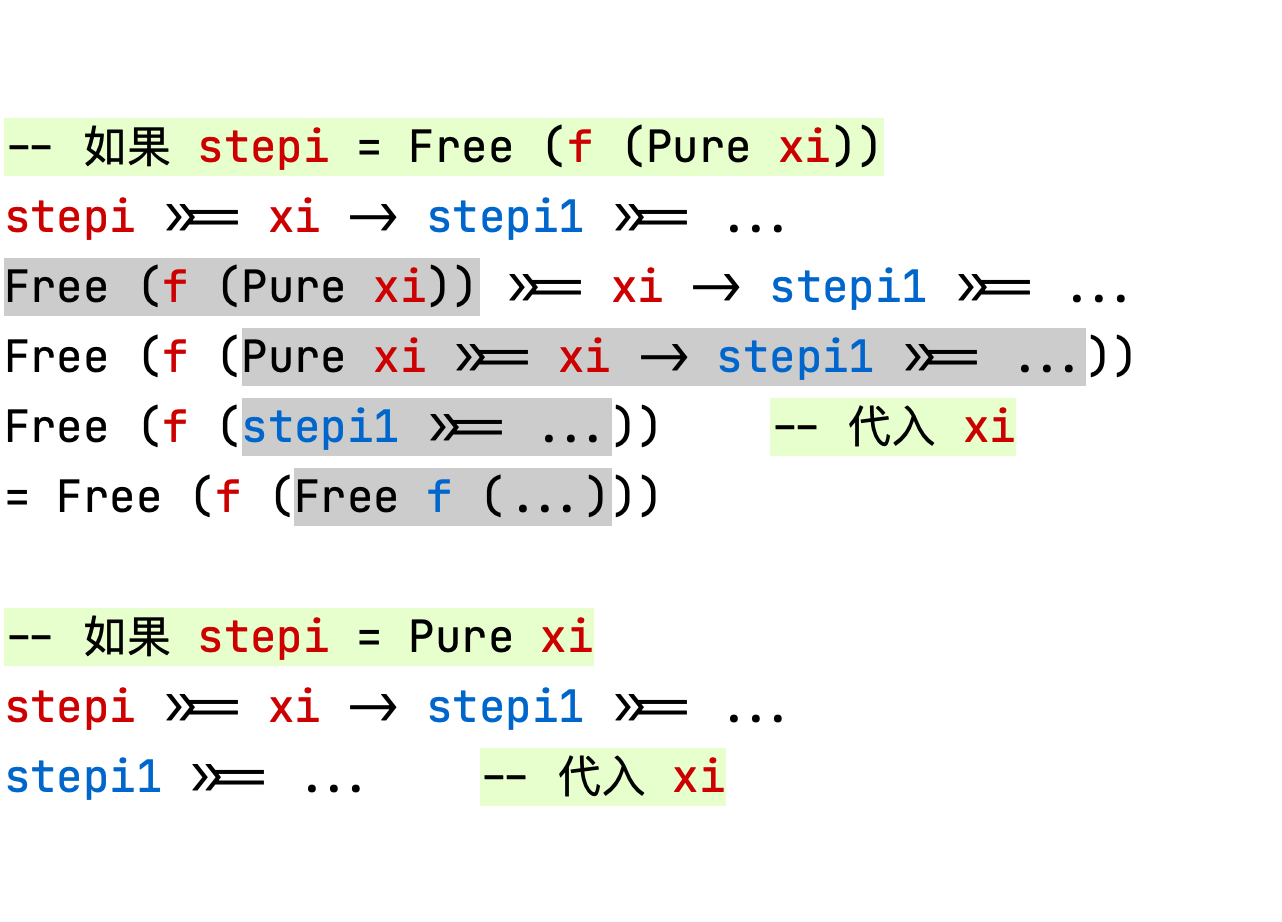 -- 如果 stepi = Free (f (Pure xi))
stepi >>= xi -> stepi1 >>= ...
Free (f (Pure xi)) >>= xi -> stepi1 >>= ...
Free (f (Pure xi >>= xi -> stepi1 >>= ...))
Free (f (stepi1 >>= ...)) -- 代入 xi
= Free (f (Free f (...)))
-- 如果 stepi = Pure xi
stepi >>= xi -> stepi1 >>= ...
stepi1 >>= ... -- 代入 xi